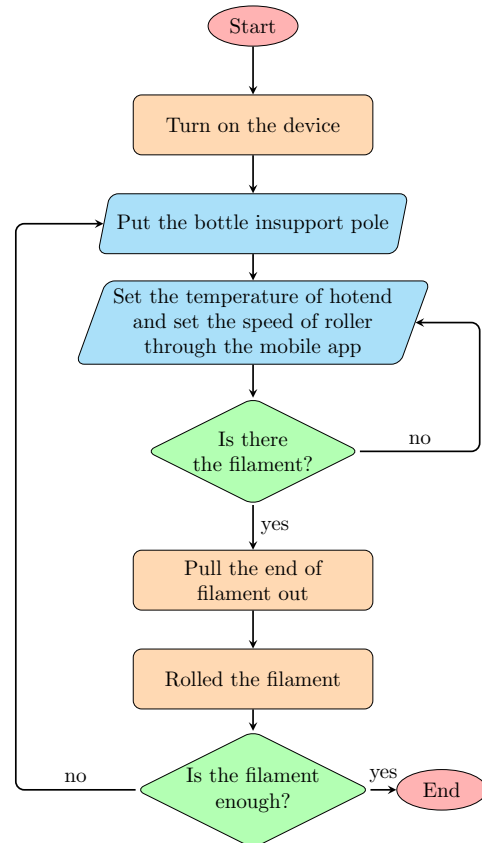 Start
Turn on the device
Put the bottle insupport pole
Set the temperature of hotend
and set the speed of roller
through the mobile app
Is there
the filament?
no
yes
Pull the end of
filament out
Rolled the filament
Is the filament
enough?
no
yes
End